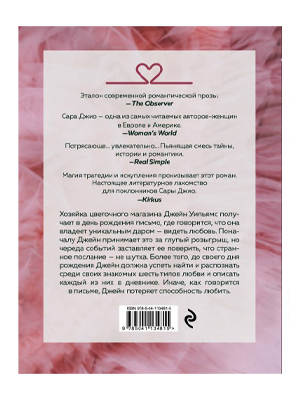 Эталон современной романтической прозы.
—The Observer
Сара Джио – одна из самых читаемых авторов-женщин
в Европе и Америке.
—Woman's World
Потрясающе... увлекательно... Пьянящая смесь тайны,
истории и романтики.
—Real Simple
Магия трагедии и искупления пронизывает этот роман.
Настоящее литературное лакомство
для поклонников Сары Джио.
—Kirkus
Хозяйка цветочного магазина Джейн Уильямс полу-
чает в день рождения письмо, в котором говорится, что она
владеет уникальным даром – видеть любовь. Пона-
чалу Джейн принимает это за глупый розыгрыш, но
череда событий заставляет ее поверить, что стран-
ное послание – не шутка. Более того, до своего дня
рождения Джейн должна успеть найти и распознать
среди своих знакомых шесть типов любви и описать
каждый из них в дневнике. Иначе, как говорится
в письме, Джейн потеряет способность любить.